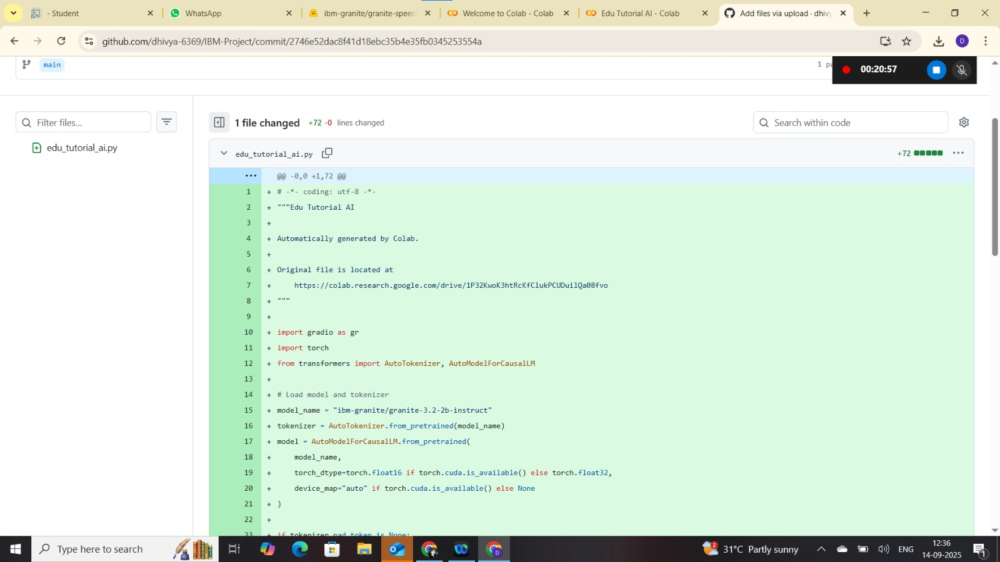 - Student
WhatsApp
ibm-granite/granite-speec
Welcome to Colab - Colab
Edu Tutorial AI - Colab
Add files via upload · dhivy
github.com/dhivya-6369/IBM-Project/commit/2746e52dac8f41d18ebc35b4e35fb0345253554a
D
main
1 pa
00:20:57
Filter files...
1 file changed +72 -0 lines changed
Search within code
edu_tutorial_ai.py
edu_tutorial_ai.py
+72
@@ -0,0 +1,72 @@
1 + # -*- coding: utf-8 -*-
2 + """Edu Tutorial AI
3 +
4 + Automatically generated by Colab.
5 +
6 + Original file is located at
7 +     https://colab.research.google.com/drive/1P32KwoK3htRcKfClukPCUDuilQa08fvo
8 + """
9 +
10 + import gradio as gr
11 + import torch
12 + from transformers import AutoTokenizer, AutoModelForCausalLM
13 +
14 + # Load model and tokenizer
15 + model_name = "ibm-granite/granite-3.2-2b-instruct"
16 + tokenizer = AutoTokenizer.from_pretrained(model_name)
17 + model = AutoModelForCausalLM.from_pretrained(
18 +     model_name,
19 +     torch_dtype=torch.float16 if torch.cuda.is_available() else torch.float32,
20 +     device_map="auto" if torch.cuda.is_available() else None
21 + )
22 +
23 + if tokenizer.pad_token is None:
Type here to search
31°C Partly sunny
ENG
12:36
14-09-2025